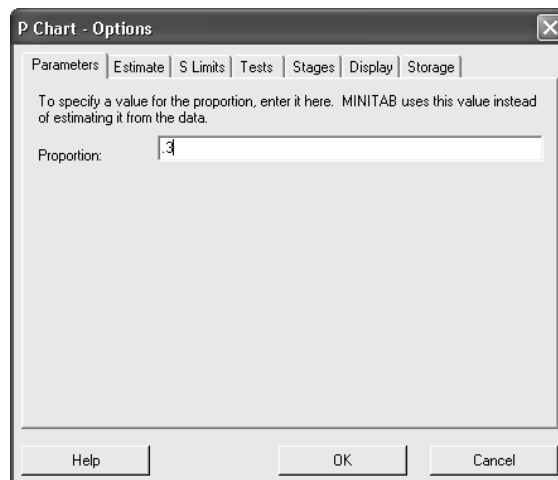 P Chart - Options
Parameters Estimate S Limits Tests Stages Display Storage
To specify a value for the proportion, enter it here. MINITAB uses this value instead
of estimating it from the data.
Proportion: .3
Help OK Cancel